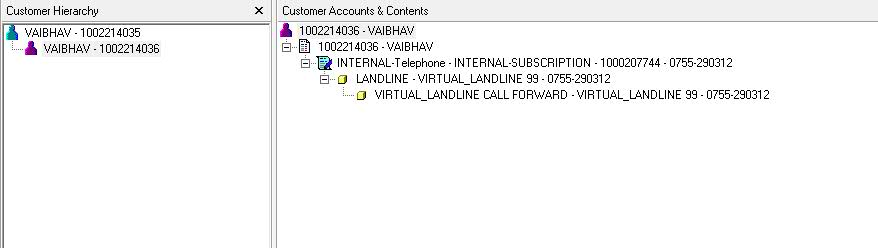 Customer Hierarchy
VAIBHAV - 1002214035
VAIBHAV - 1002214036
Customer Accounts & Contents
1002214036 - VAIBHAV
1002214036 - VAIBHAV
INTERNAL-Telephone - INTERNAL-SUBSCRIPTION - 1000207744 - 0755-290312
LANDLINE - VIRTUAL_LANDLINE 99 - 0755-290312
VIRTUAL_LANDLINE CALL FORWARD - VIRTUAL_LANDLINE 99 - 0755-290312